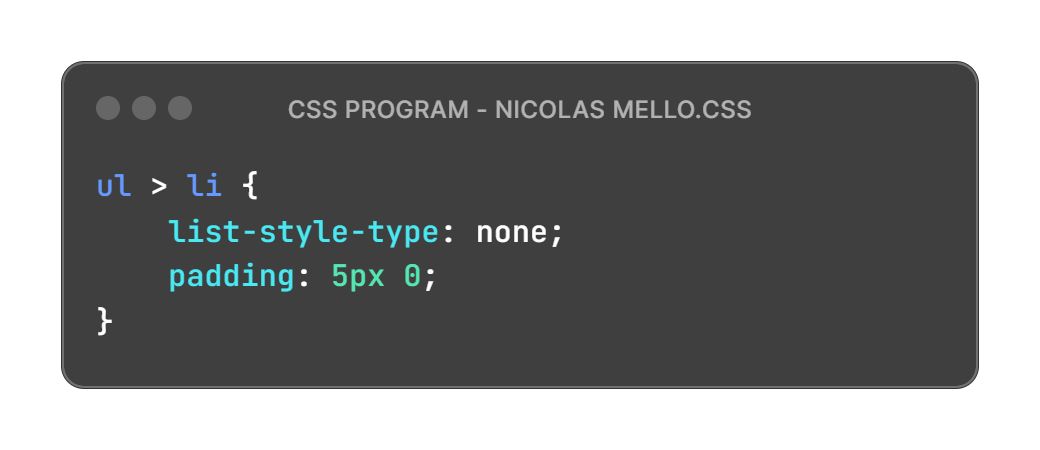 CSS PROGRAM - NICOLAS MELLO.CSS
ul > li {
    list-style-type: none;
    padding: 5px 0;
}